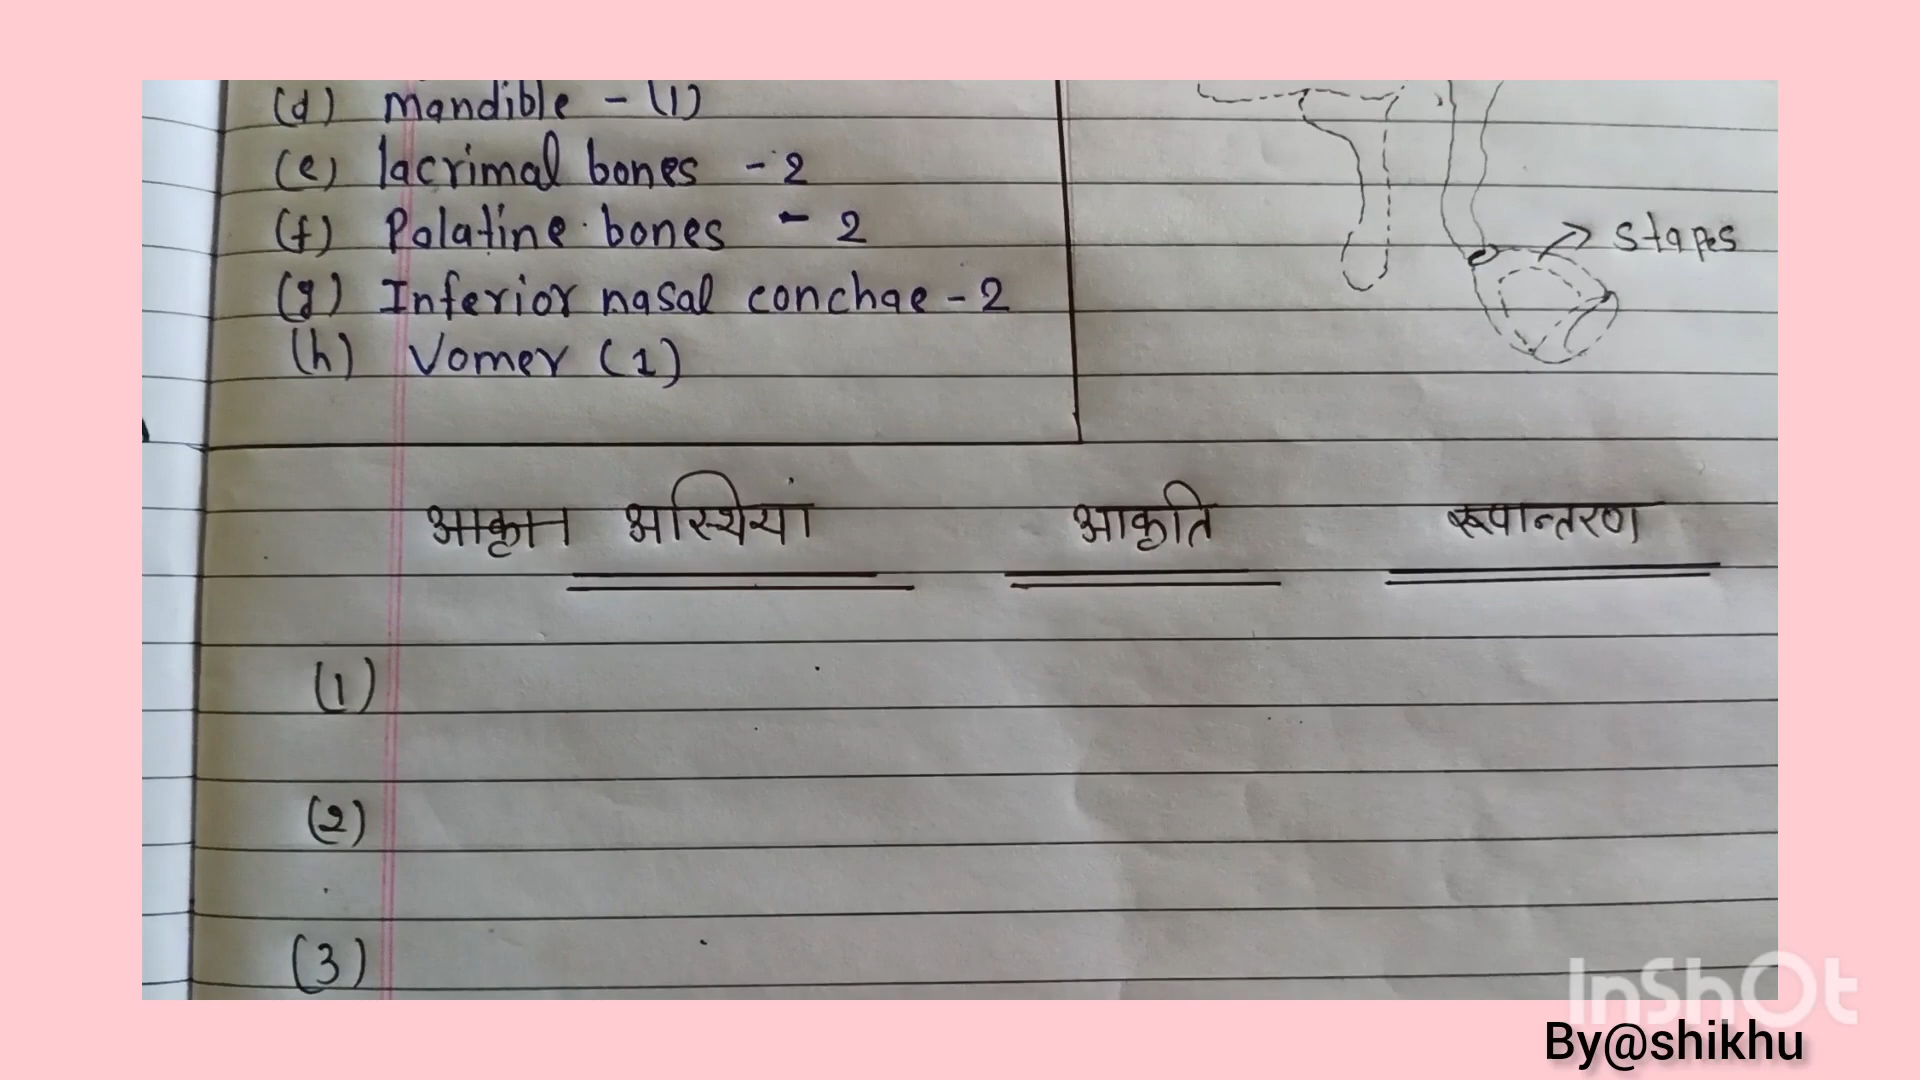 (d) Mandible - (1)
(e) lacrimal bones - 2
(f) Palatine bones - 2
(g) Inferior nasal conchae - 2
(h) Vomer (1)
stapes
अस्थियां आकृति रूपान्तरण
(1)
(2)
(3)
InShOt
By@shikhu